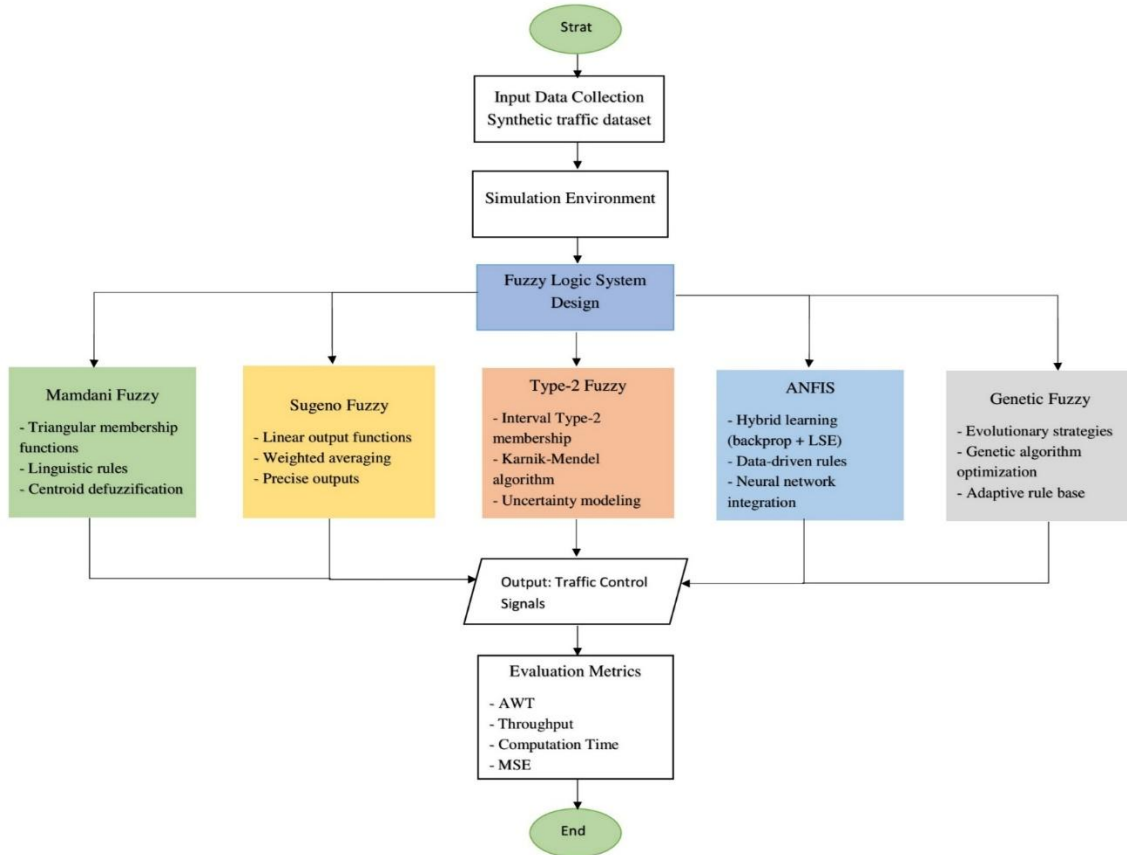 Strat
Input Data Collection
Synthetic traffic dataset
Simulation Environment
Fuzzy Logic System
Design
Mamdani Fuzzy
- Triangular membership
functions
- Linguistic rules
- Centroid defuzzification
Sugeno Fuzzy
- Linear output functions
- Weighted averaging
- Precise outputs
Type-2 Fuzzy
- Interval Type-2
membership
- Karnik-Mendel
algorithm
- Uncertainty modeling
ANFIS
- Hybrid learning
(backprop + LSE)
- Data-driven rules
- Neural network
integration
Genetic Fuzzy
- Evolutionary strategies
- Genetic algorithm
optimization
- Adaptive rule base
Output: Traffic Control
Signals
Evaluation Metrics
- AWT
- Throughput
- Computation Time
- MSE
End